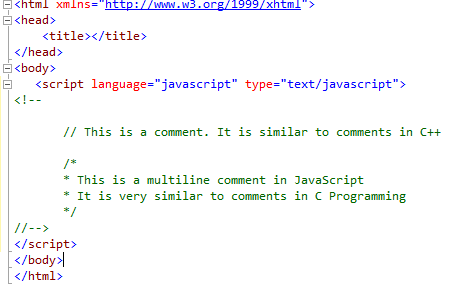 <html xmlns="http://www.w3.org/1999/xhtml">
<head>
<title></title>
</head>
<body>
<script language="javascript" type="text/javascript">
<!--
// This is a comment. It is similar to comments in C++
/*
* This is a multiline comment in JavaScript
* It is very similar to comments in C Programming
*/
//-->
</script>
</body>
</html>